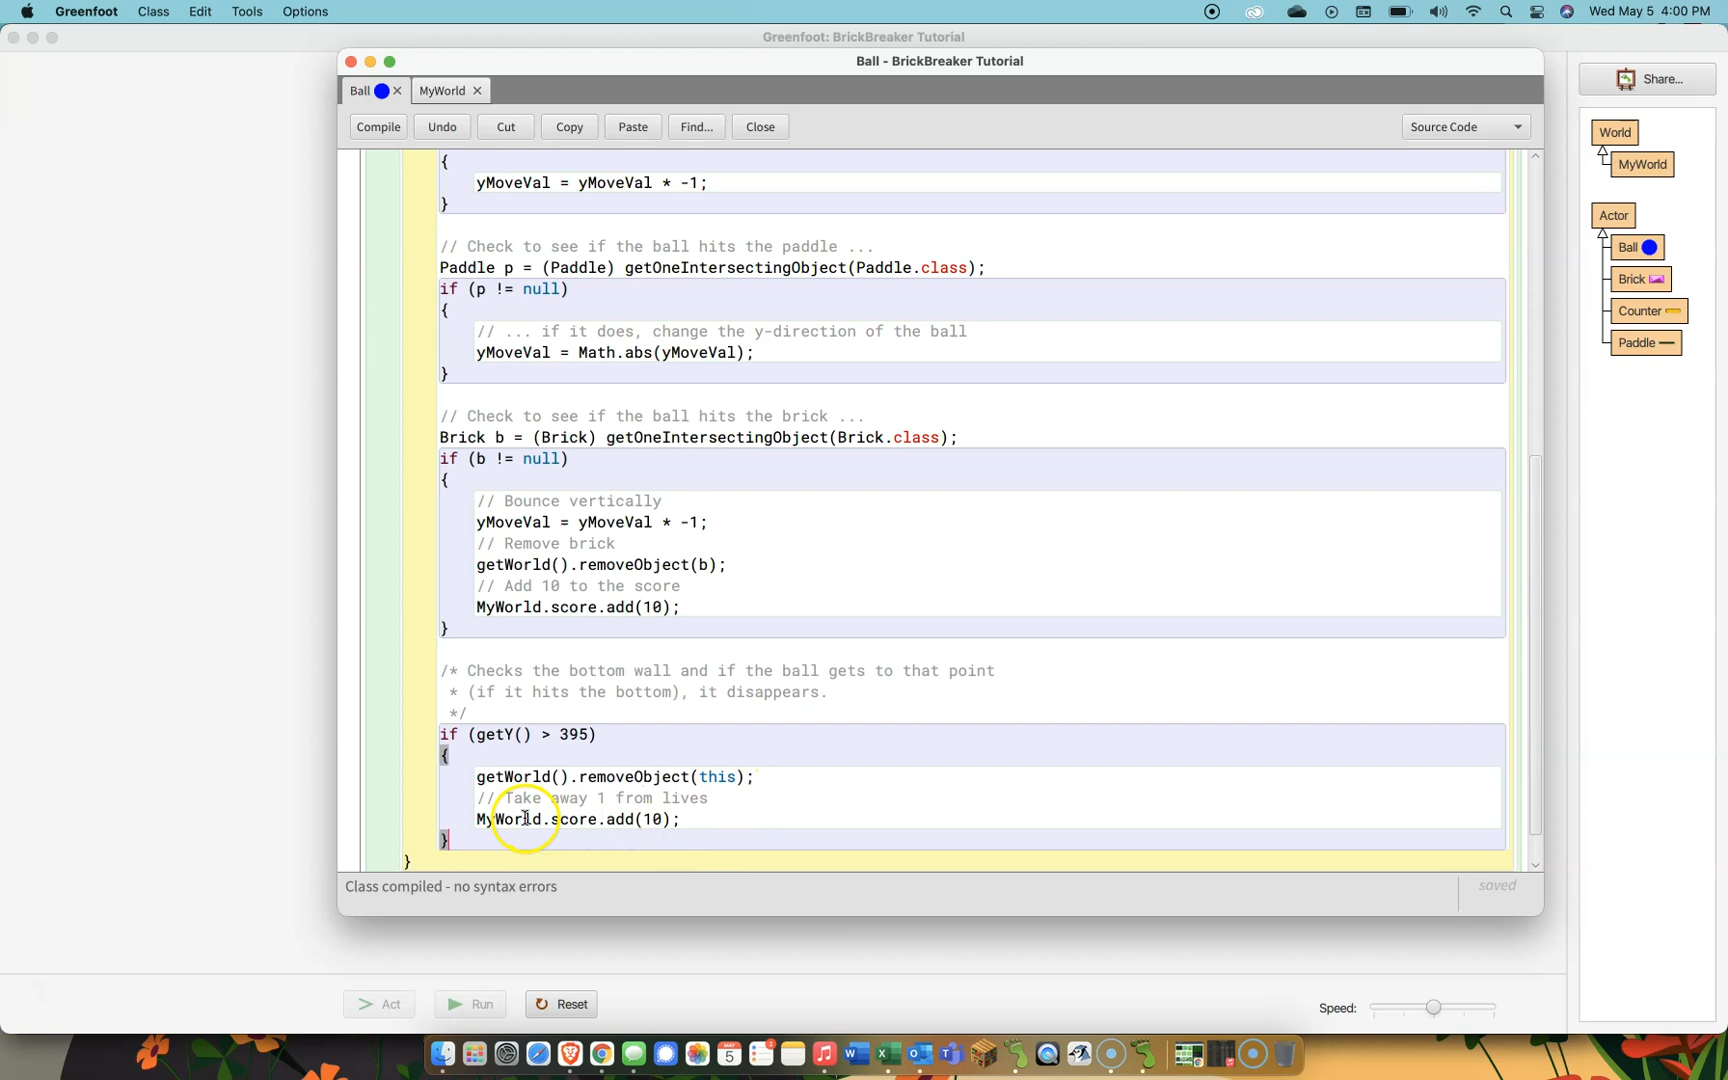 Greenfoot Class Edit Tools Options Wed May 5 4:00 PM
Greenfoot: BrickBreaker Tutorial
Ball - BrickBreaker Tutorial
Ball MyWorld
Compile Undo Cut Copy Paste Find... Close Source Code
{
yMoveVal = yMoveVal * -1;
}
// Check to see if the ball hits the paddle ...
Paddle p = (Paddle) getOneIntersectingObject(Paddle.class);
if (p != null)
{
// ... if it does, change the y-direction of the ball
yMoveVal = Math.abs(yMoveVal);
}
// Check to see if the ball hits the brick ...
Brick b = (Brick) getOneIntersectingObject(Brick.class);
if (b != null)
{
// Bounce vertically
yMoveVal = yMoveVal * -1;
// Remove brick
getWorld().removeObject(b);
// Add 10 to the score
MyWorld.score.add(10);
}
/* Checks the bottom wall and if the ball gets to that point
* (if it hits the bottom), it disappears.
*/
if (getY() > 395)
{
getWorld().removeObject(this);
// Take away 1 from lives
MyWorld.score.add(10);
}
}
Class compiled - no syntax errors
saved
Share...
World
MyWorld
Actor
Ball
Brick
Counter
Paddle
Act Run Reset
Speed: